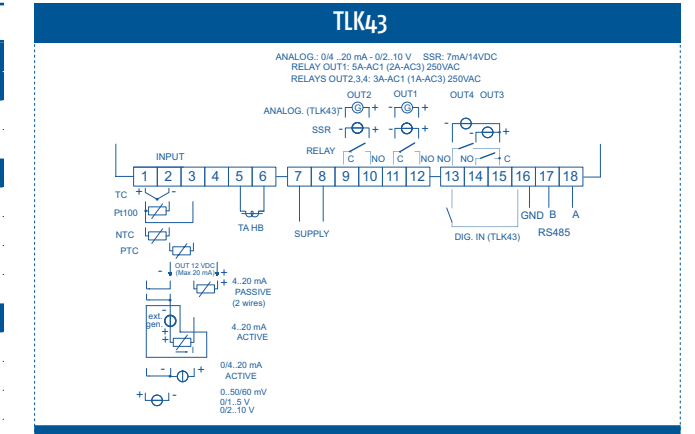 TLK43
ANALOG.: 0/4 ..20 mA - 0/2..10 V SSR: 7mA/14VDC
RELAY OUT1: 5A-AC1 (2A-AC3) 250VAC
RELAYS OUT2,3,4: 3A-AC1 (1A-AC3) 250VAC
OUT2 OUT1 OUT4 OUT3
ANALOG. (TLK43) - G + - G +
SSR - + - + - - +
RELAY C NO C NO NO NO C
INPUT
1 2 3 4 5 6 7 8 9 10 11 12 13 14 15 16 17 18
TC + -
Pt100
TA HB
SUPPLY
DIG. IN (TLK43)
GND B A
RS485
NTC
PTC
OUT 12 VDC
- (Max 20 mA) +
+
4..20 mA
PASSIVE
(2 wires)
-
ext.
gen.
+
+
4..20 mA
ACTIVE
I
- +
0/4..20 mA
ACTIVE
+ -
0..50/60 mV
0/1..5 V
0/2..10 V